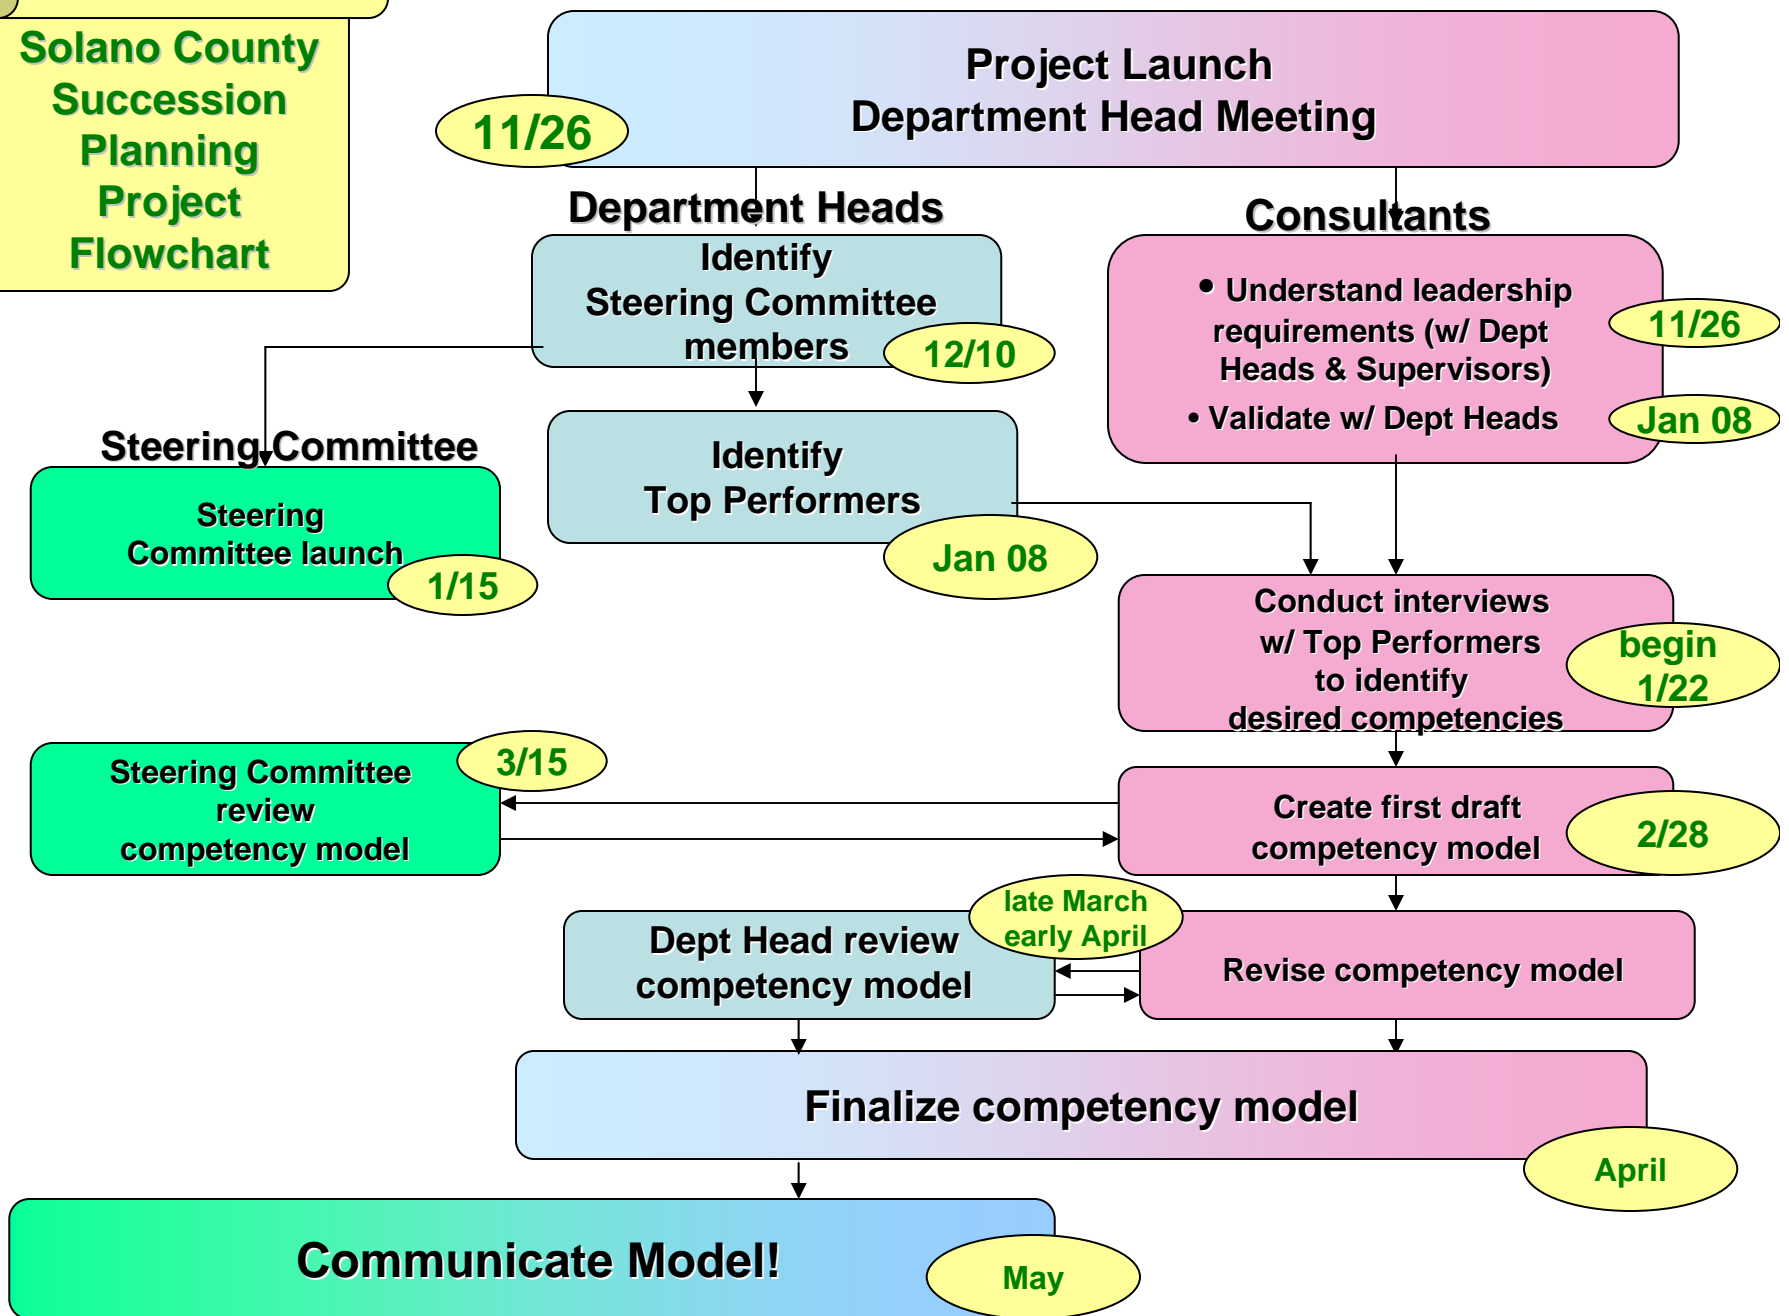 Solano County
Succession
Planning
Project
Flowchart
Project Launch
Department Head Meeting
11/26
Department Heads
Identify
Steering Committee
members
12/10
Consultants
• Understand leadership
requirements (w/ Dept
Heads & Supervisors)
11/26
• Validate w/ Dept Heads
Jan 08
Steering Committee
Steering
Committee launch
1/15
Identify
Top Performers
Jan 08
Conduct interviews
w/ Top Performers
to identify
desired competencies
begin
1/22
Steering Committee
review
competency model
3/15
Create first draft
competency model
2/28
Dept Head review
competency model
late March
early April
Revise competency model
Finalize competency model
April
Communicate Model!
May